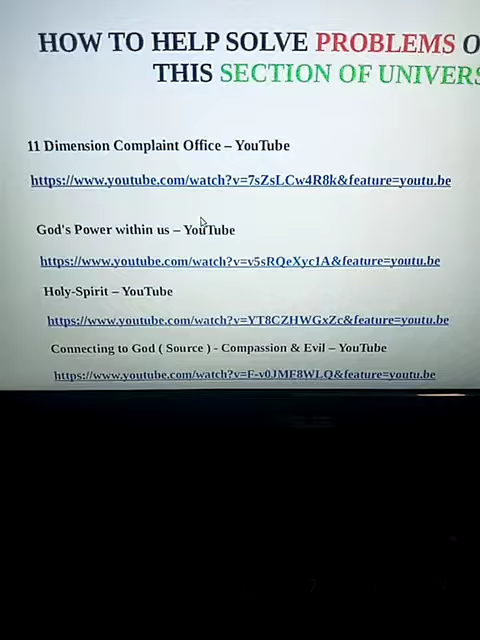 HOW TO HELP SOLVE PROBLEMS
THIS SECTION OF
11 Dimension Complaint Office – YouTube
https://www.youtube.com/watch?v=7sZsLCw4R8k&feature=youtu.be
God's Power within us – YouTube
https://www.youtube.com/watch?v=v5sRQeXyc1A&feature=youtu.be
Holy-Spirit – YouTube
https://www.youtube.com/watch?v=YT8CZHWGxZc&feature=youtu.be
Connecting to God ( Source ) - Compassion & Evil – YouTube
https://www.youtube.com/watch?v=F-v0JMF8WLQ&feature=youtu.be